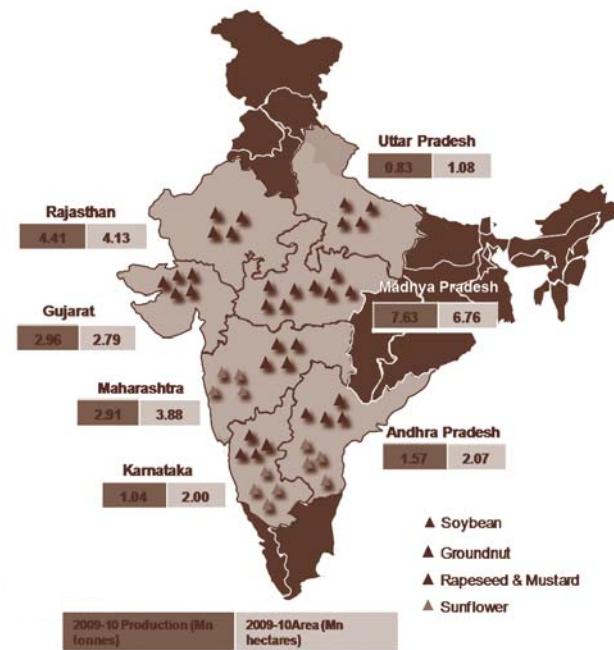 Uttar Pradesh
0.83 1.08
Rajasthan
4.41 4.13
Madhya Pradesh
7.63 6.76
Gujarat
2.96 2.79
Maharashtra
2.91 3.88
Andhra Pradesh
1.57 2.07
Karnataka
1.04 2.00
Soybean
Groundnut
Rapeseed & Mustard
Sunflower
2009-10 Production (Mn
tonnes)
2009-10Area (Mn
hectares)